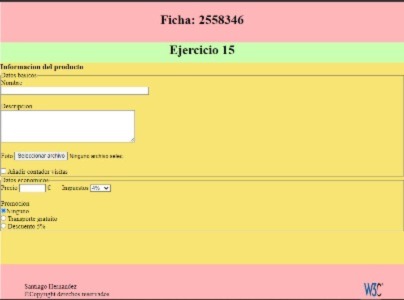 Ficha: 2558346
Ejercicio 15
Informacion del producto
Datos basicos
Nombre
Descripcion
Foto Seleccionar archivo Ninguno archivo selec.
Añadir contador visitas
Datos economicos
Precio € Impuestos 4%
Promocion
Ninguno
Transporte gratuito
Descuento 5%
Santiago Hernandez
©Copyright derechos reservados
W3C